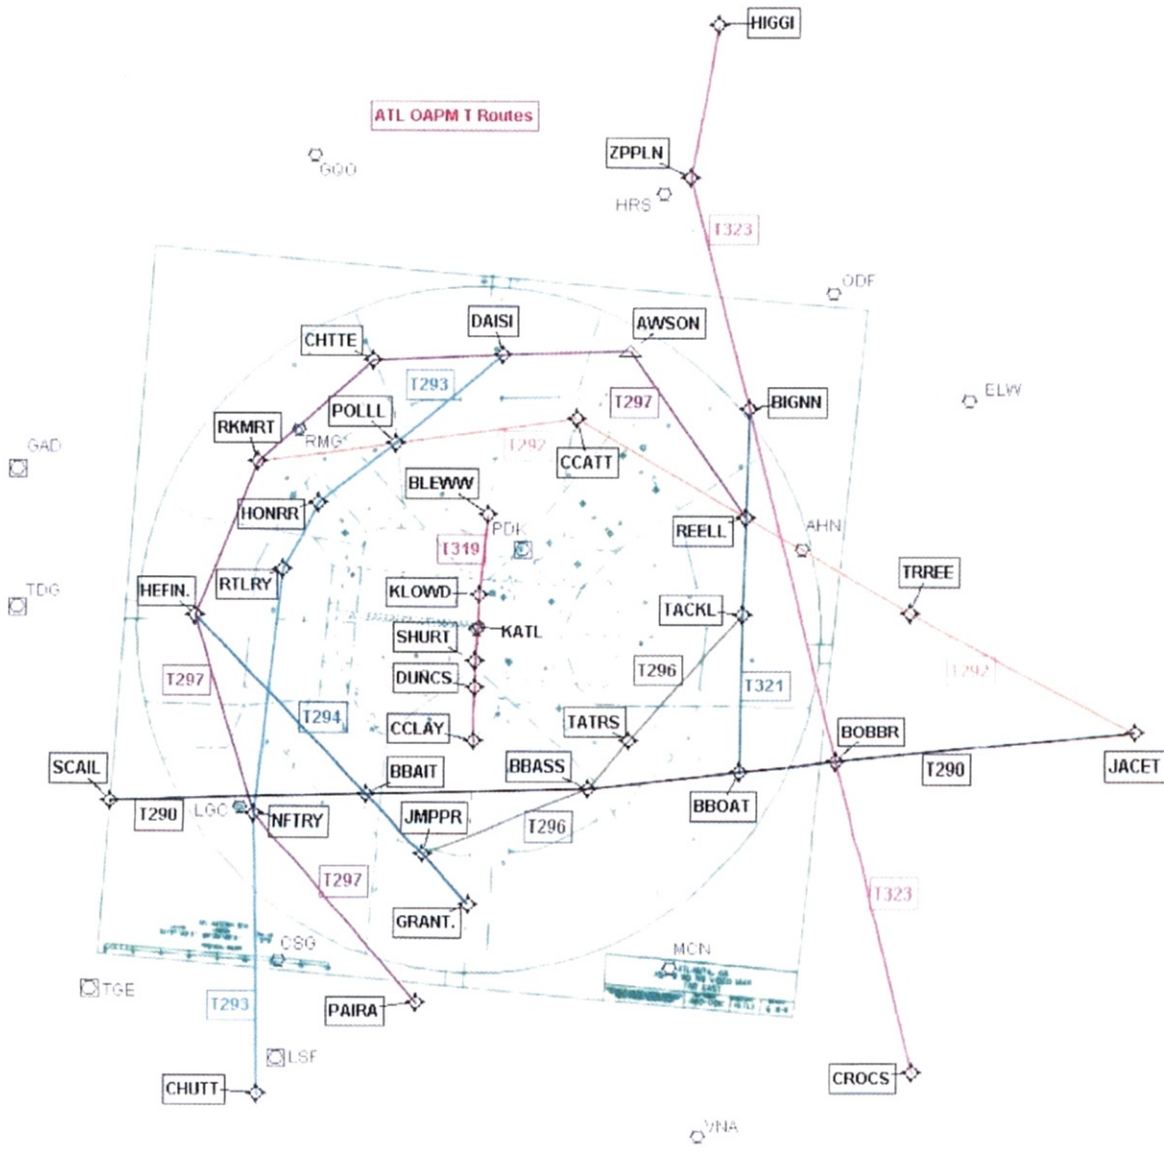 HIGGI
ATL OAPM T Routes
ZPPLN
GQO
HRS
T323
ODF
DAISI
AWSON
CHTTE
T293
T297
ELW
BIGNN
POLLL
RKMRT
RMG
T292
GAD
CCATT
BLEWW
HONRR
PDK
REELL
AHN
T319
RTLRY
TRREE
HEFIN.
KLOWD
TDG
TACKL
KATL
SHURT
T296
DUNCS
T297
T292
T321
T294
TATRS
CCLAY
BOBBR
SCAIL
BBAIT
BBASS
T290
JACET
LGC
T290
NFTRY
JMPPR
BBOAT
T296
T297
T323
GRANT.
CSG
MCN
TGE
T293
PAIRA
LSF
CHUTT
CROCS
VNA